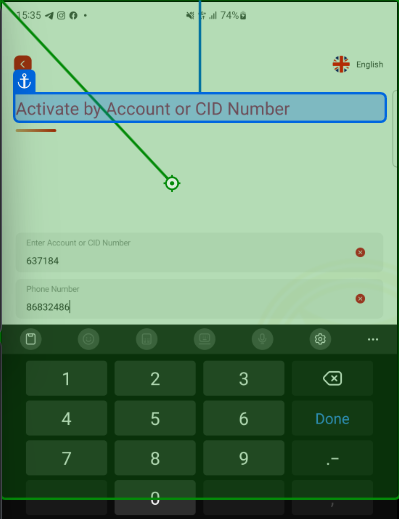 15:35
74%
English
Activate by Account or CID Number
Enter Account or CID Number
637184
Phone Number
86832486
1 2 3
4 5 6 Done
7 8 9 .-
0 ,